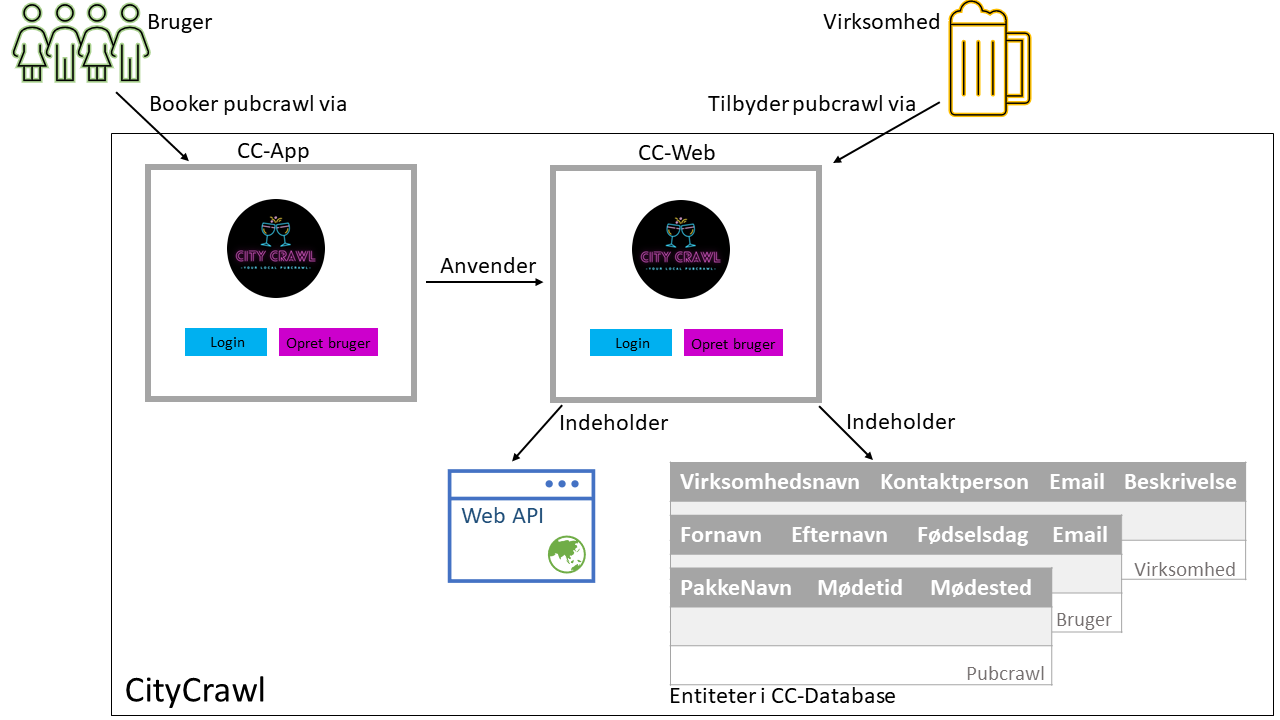 Bruger
Virksomhed
Booker pubcrawl via
Tilbyder pubcrawl via
CC-App
CC-Web
CITY CRAWL
-YOUR LOCAL PUBCRAWL-
CITY CRAWL
-YOUR LOCAL PUBCRAWL-
Anvender
Login Opret bruger
Login Opret bruger
Indeholder
Indeholder
Web API
Virksomhedsnavn Kontaktperson Email Beskrivelse
Virksomhed
Fornavn Efternavn Fødselsdag Email
Bruger
PakkeNavn Mødetid Mødested
Pubcrawl
Entiteter i CC-Database
CityCrawl